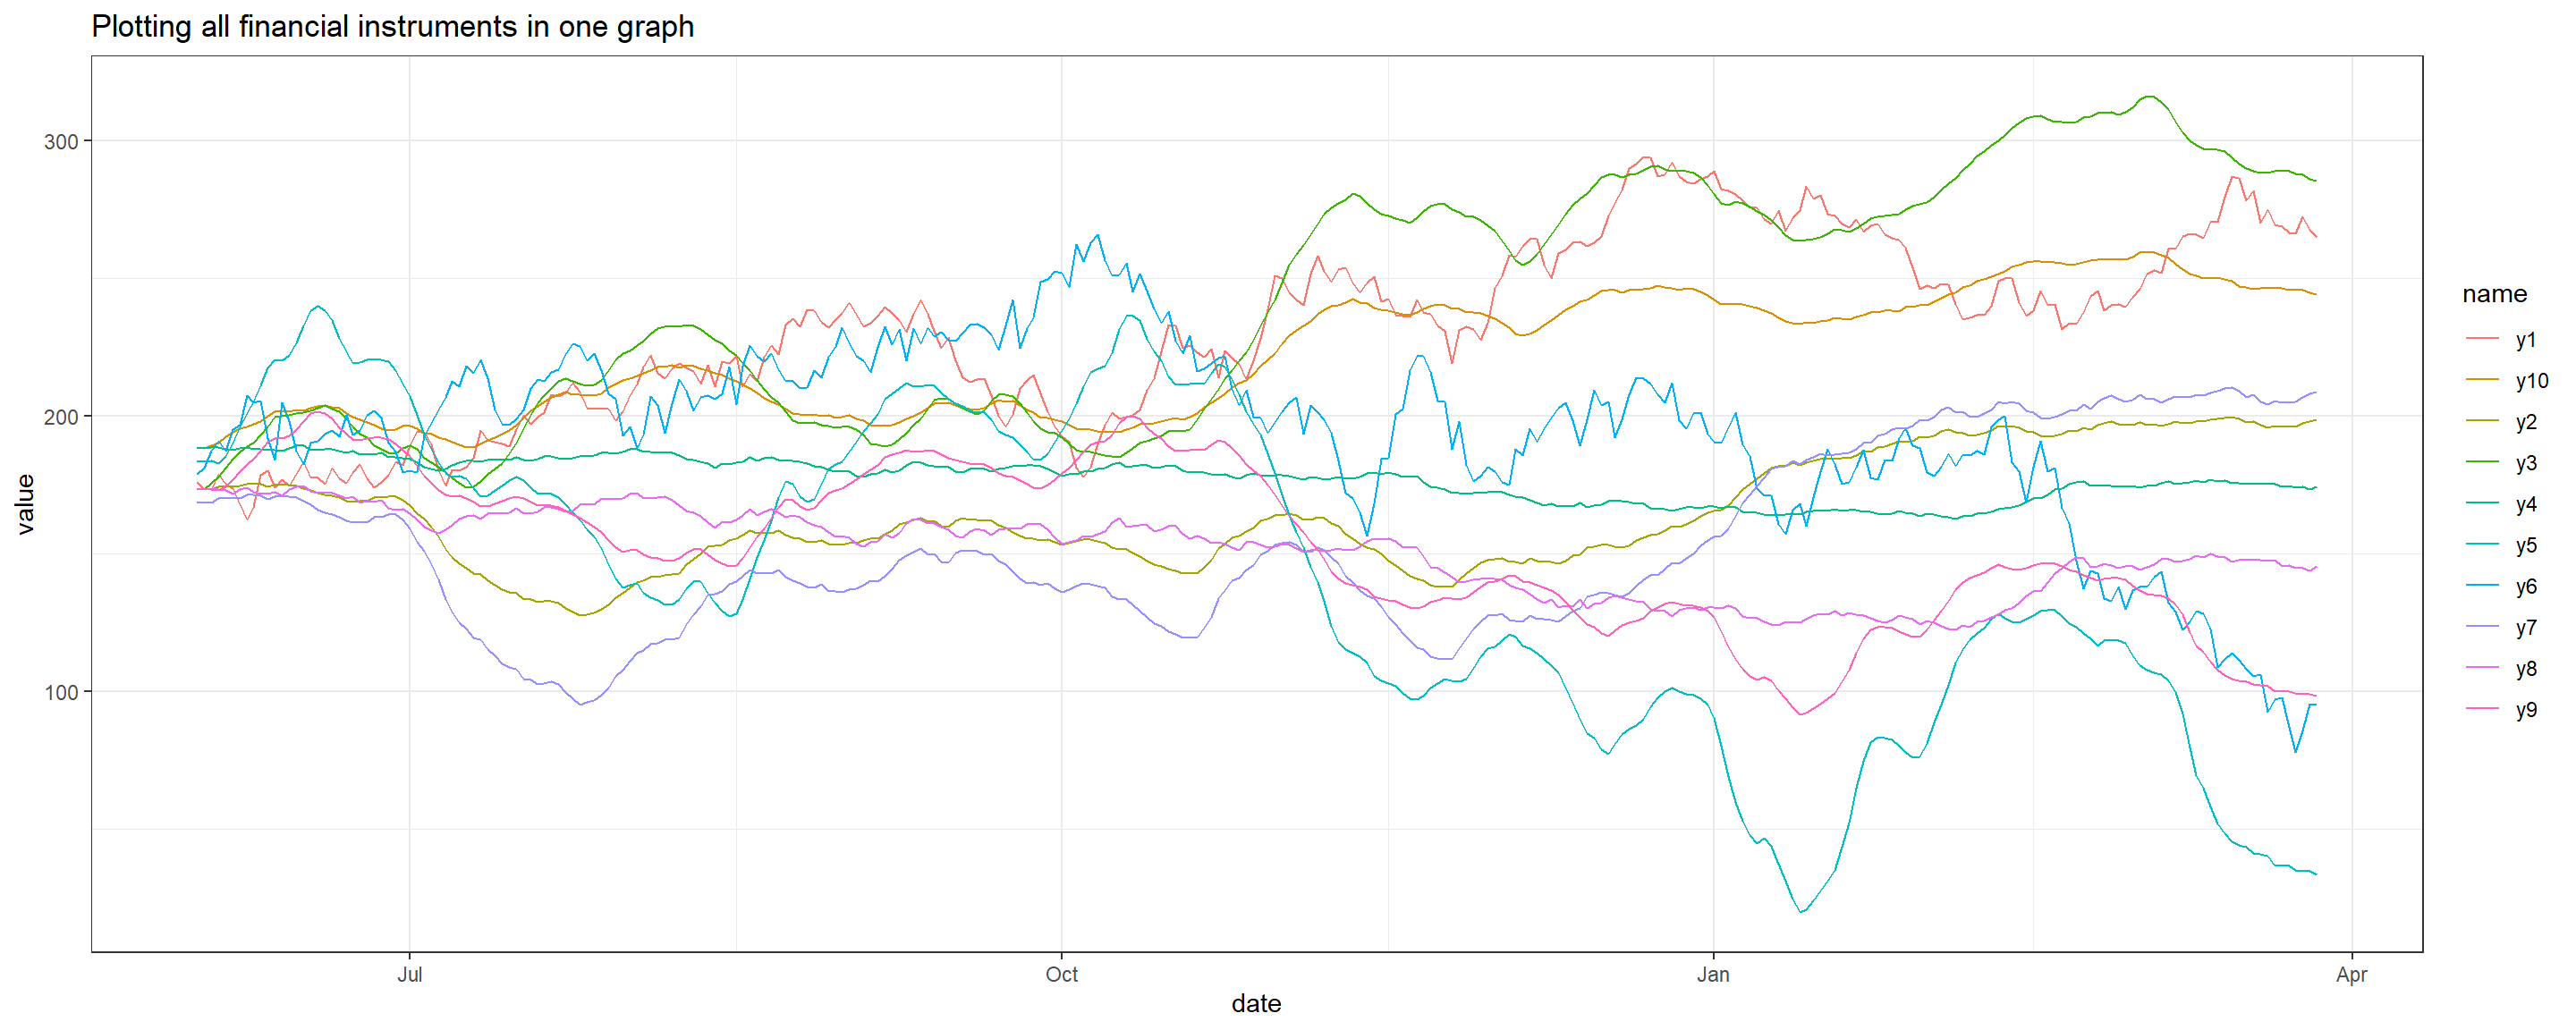 Plotting all financial instruments in one graph
300
200
100
value
Jul
Oct
Jan
Apr
date
name
y1
y10
y2
y3
y4
y5
y6
y7
y8
y9